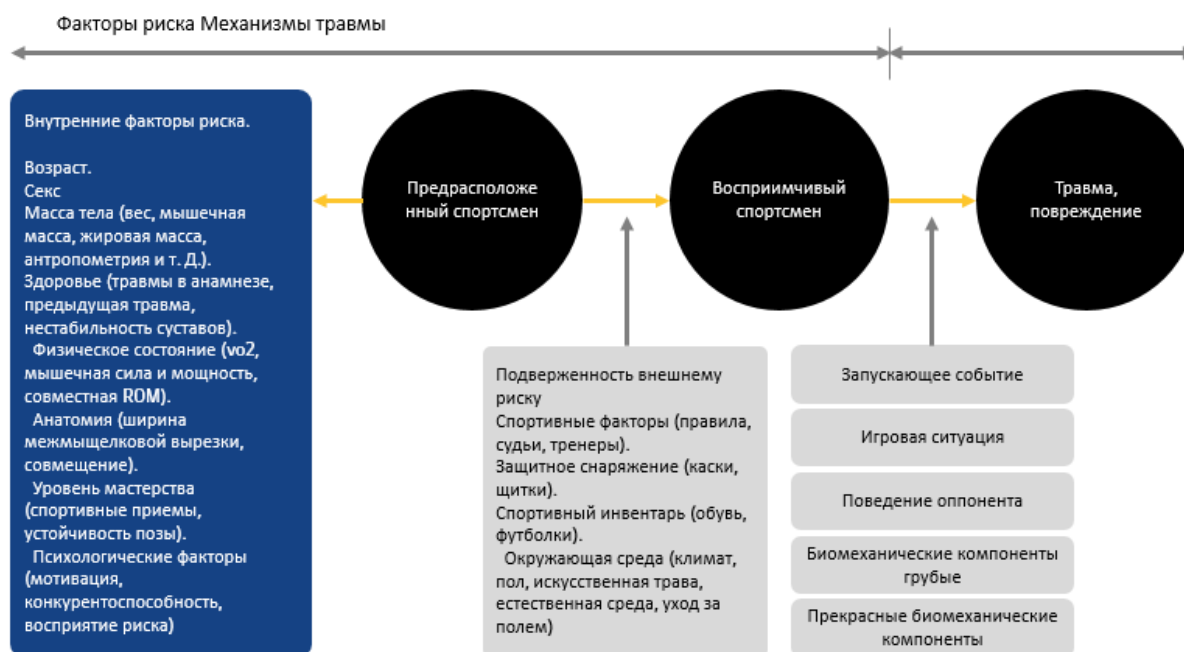 Факторы риска Механизмы травмы
Внутренние факторы риска.
Возраст.
Секс
Масса тела (вес, мышечная
масса, жировая масса,
антропометрия и т. Д.).
Здоровье (травмы в анамнезе,
предыдущая травма,
нестабильность суставов).
Физическое состояние (vo2,
мышечная сила и мощность,
совместная ROM).
Анатомия (ширина
межмыщелковой вырезки,
совмещение).
Уровень мастерства
(спортивные приемы,
устойчивость позы).
Психологические факторы
(мотивация,
конкурентоспособность,
восприятие риска)
Предрасположе
нный спортсмен
Восприимчивый
спортсмен
Травма,
повреждение
Подверженность внешнему
риску
Спортивные факторы (правила,
судьи, тренеры).
Защитное снаряжение (каски,
щитки).
Спортивный инвентарь (обувь,
футболки).
Окружающая среда (климат,
пол, искусственная трава,
естественная среда, уход за
полем)
Запускающее событие
Игровая ситуация
Поведение оппонента
Биомеханические компоненты
грубые
Прекрасные биомеханические
компоненты